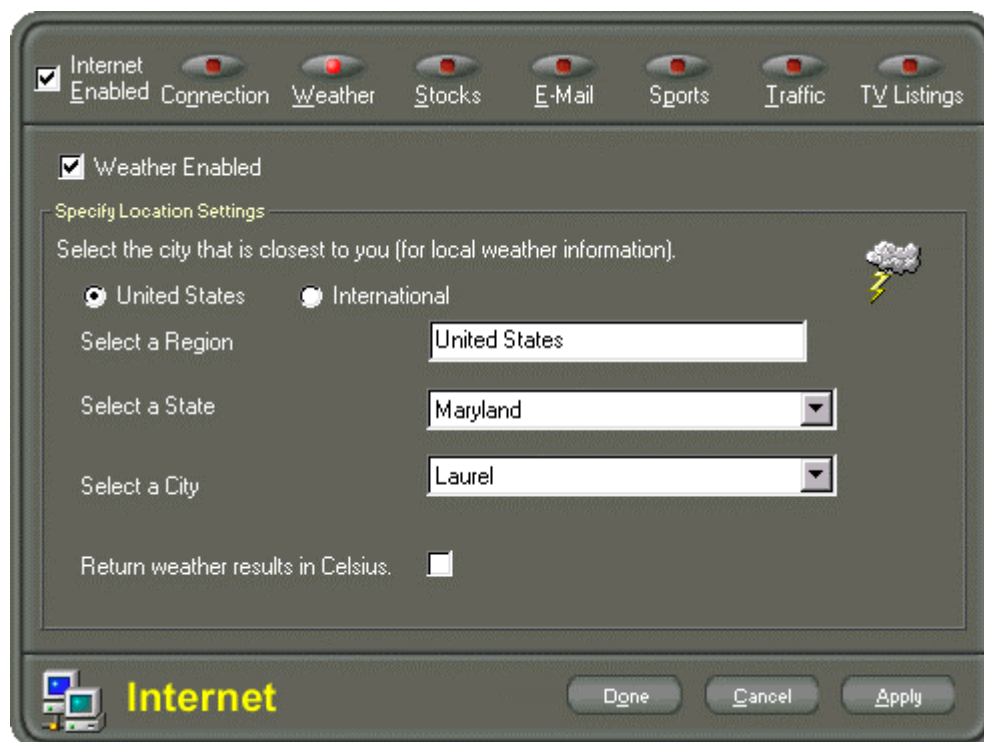 Internet Enabled
Connection
Weather
Stocks
E-Mail
Sports
Traffic
TV Listings
Weather Enabled
Specify Location Settings
Select the city that is closest to you (for local weather information).
United States
International
Select a Region
United States
Select a State
Maryland
Select a City
Laurel
Return weather results in Celsius.
Internet
Done
Cancel
Apply